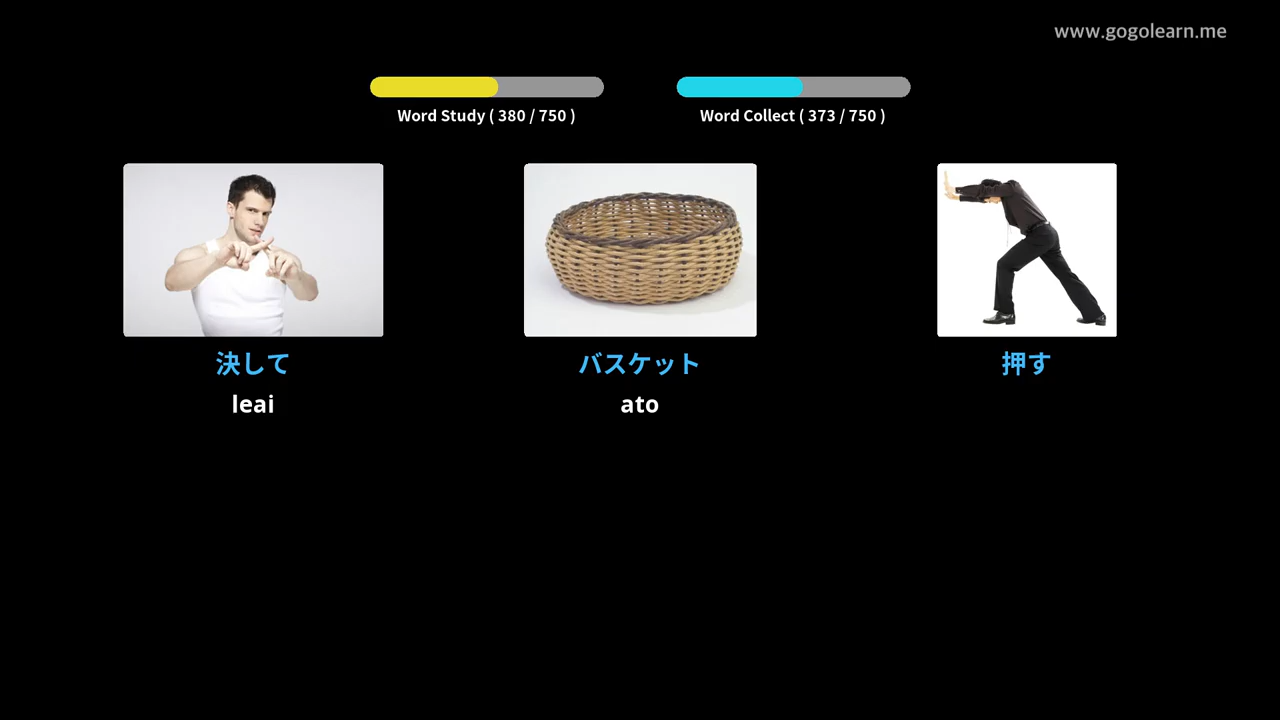 www.gogolearn.me
Word Study ( 380 / 750 )
Word Collect ( 373 / 750 )
決して
バスケット
押す
leai
ato